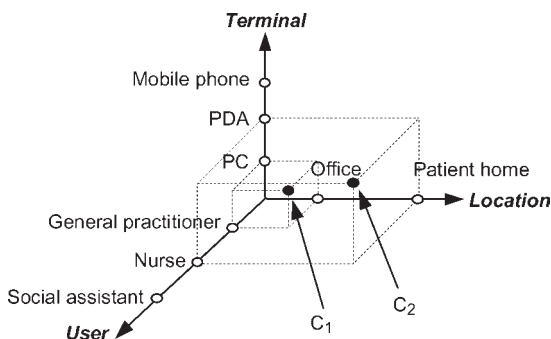 Terminal
Mobile phone
PDA
PC
Office
Patient home
Location
General practitioner
Nurse
Social assistant
User
C1
C2